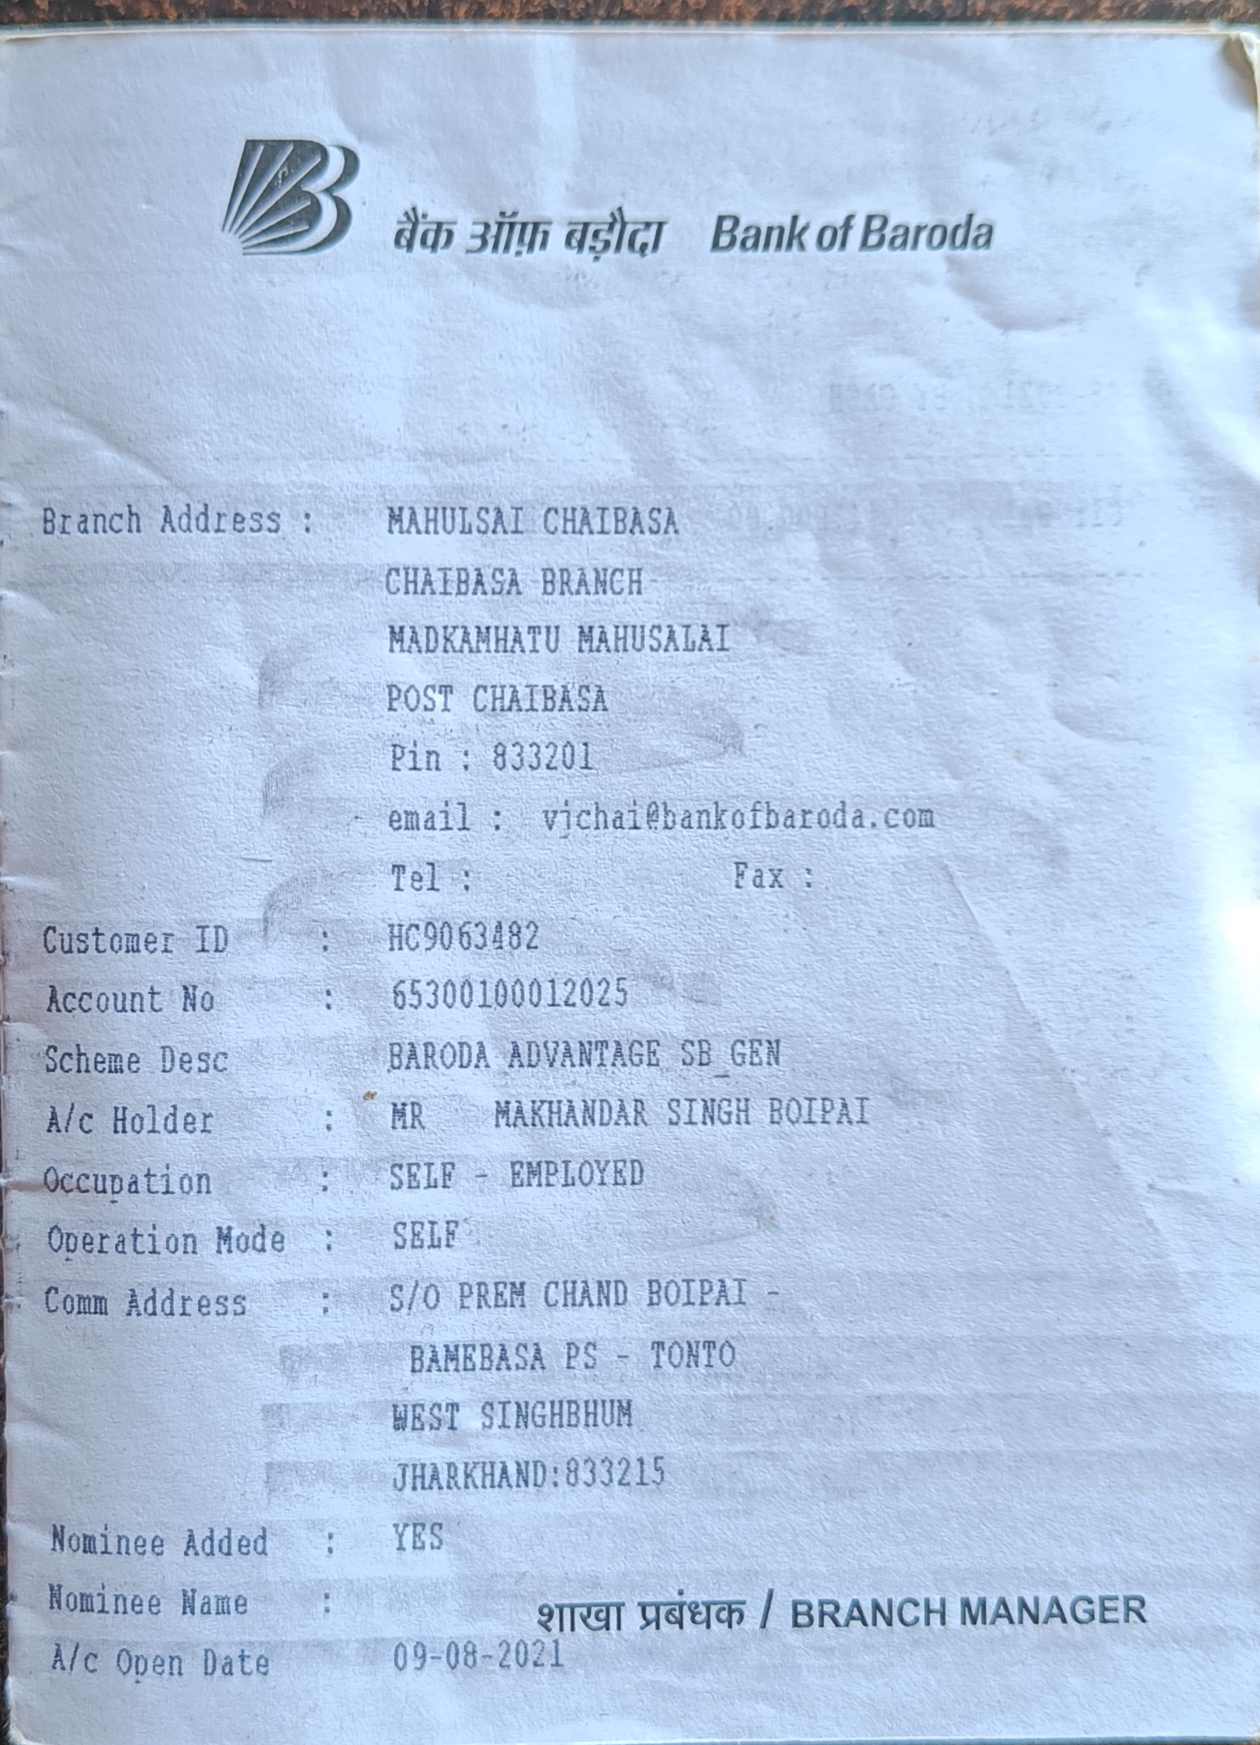 बैंक ऑफ़ बड़ौदा Bank of Baroda
Branch Address : MAHULSAI CHAIBASA
CHAIBASA BRANCH
MADKAMHATU MAHUSALAI
POST CHAIBASA
Pin : 833201
email : vjchai@bankofbaroda.com
Tel : Fax :
Customer ID : HC9063482
Account No : 65300100012025
Scheme Desc BARODA ADVANTAGE SB_GEN
A/c Holder : MR MAKHANDAR SINGH BOIPAI
Occupation : SELF - EMPLOYED
Operation Mode : SELF
Comm Address : S/O PREM CHAND BOIPAI -
BAMEBASA PS - TONTO
WEST SINGHBHUM
JHARKHAND:833215
Nominee Added : YES
Nominee Name :
शाखा प्रबंधक / BRANCH MANAGER
A/c Open Date 09-08-2021